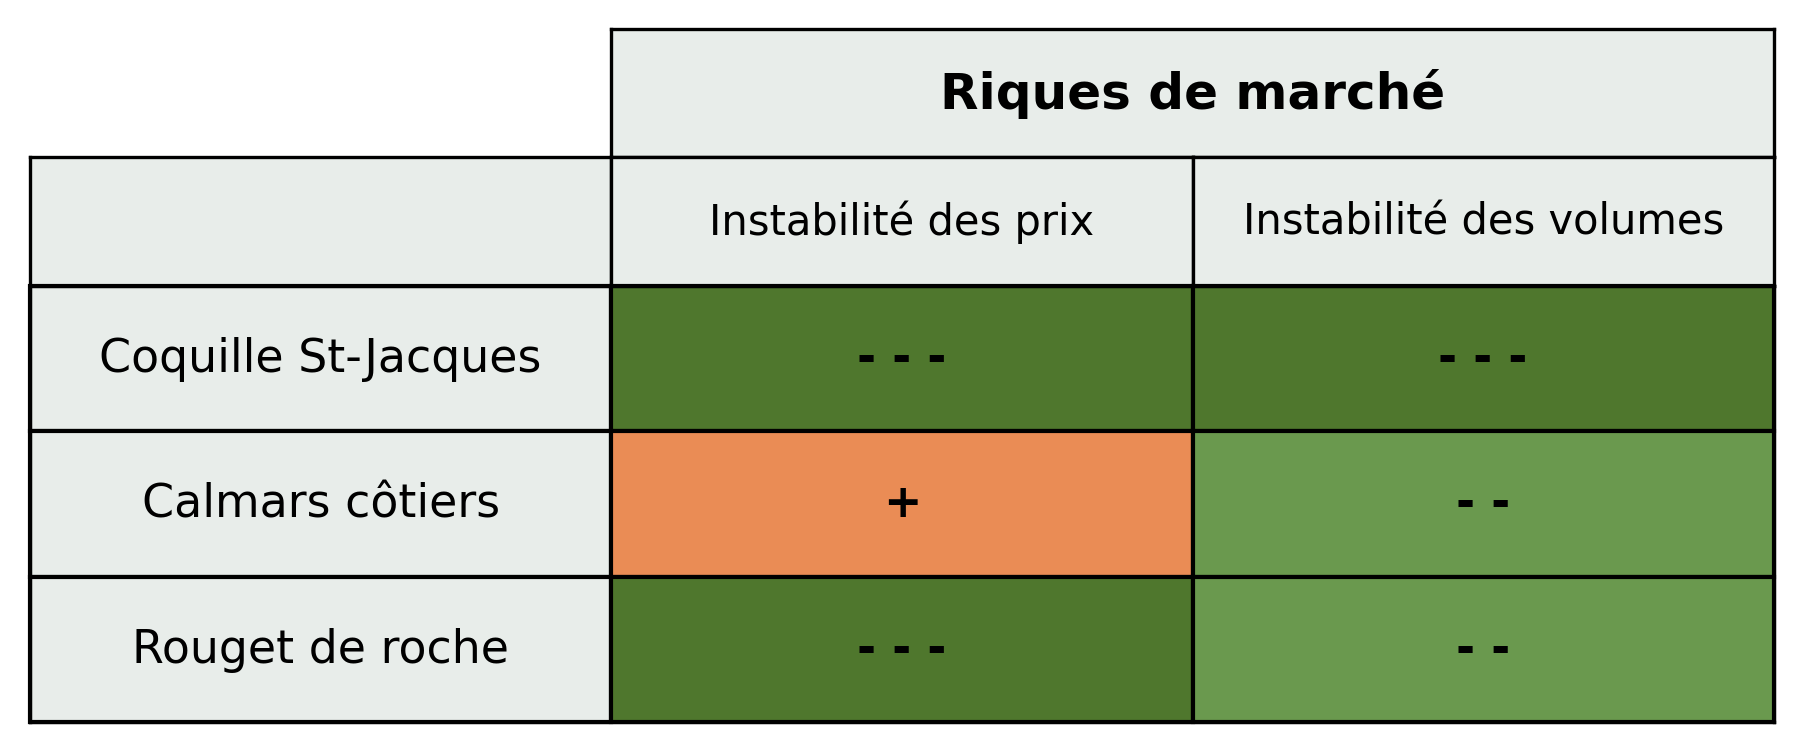 Riques de marché
Instabilité des prix Instabilité des volumes
Coquille St-Jacques - - - - - -
Calmars côtiers + - -
Rouget de roche - - - - -